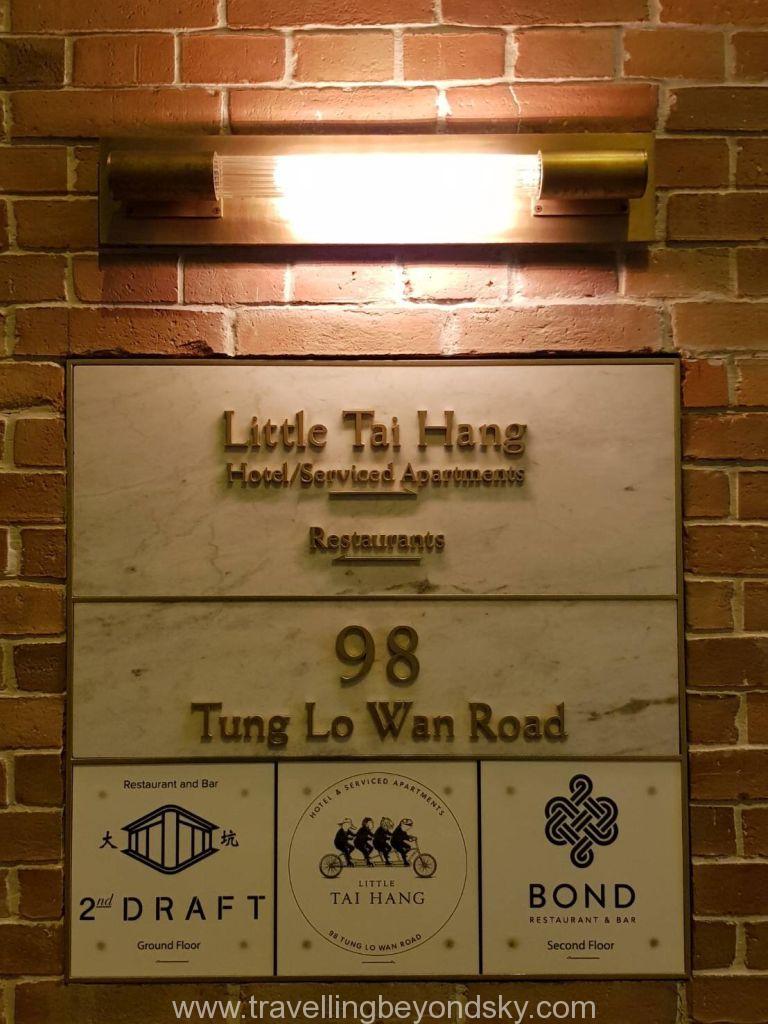 Little Tai Hang
Hotel/Serviced Apartments
Restaurants
98
Tung Lo Wan Road
Restaurant and Bar
大 坑
2nd DRAFT
Ground Floor
HOTEL & SERVICED APARTMENTS
LITTLE
TAI HANG
98 TUNG LO WAN ROAD
BOND
RESTAURANT & BAR
Second Floor
www.travellingbeyondsky.com